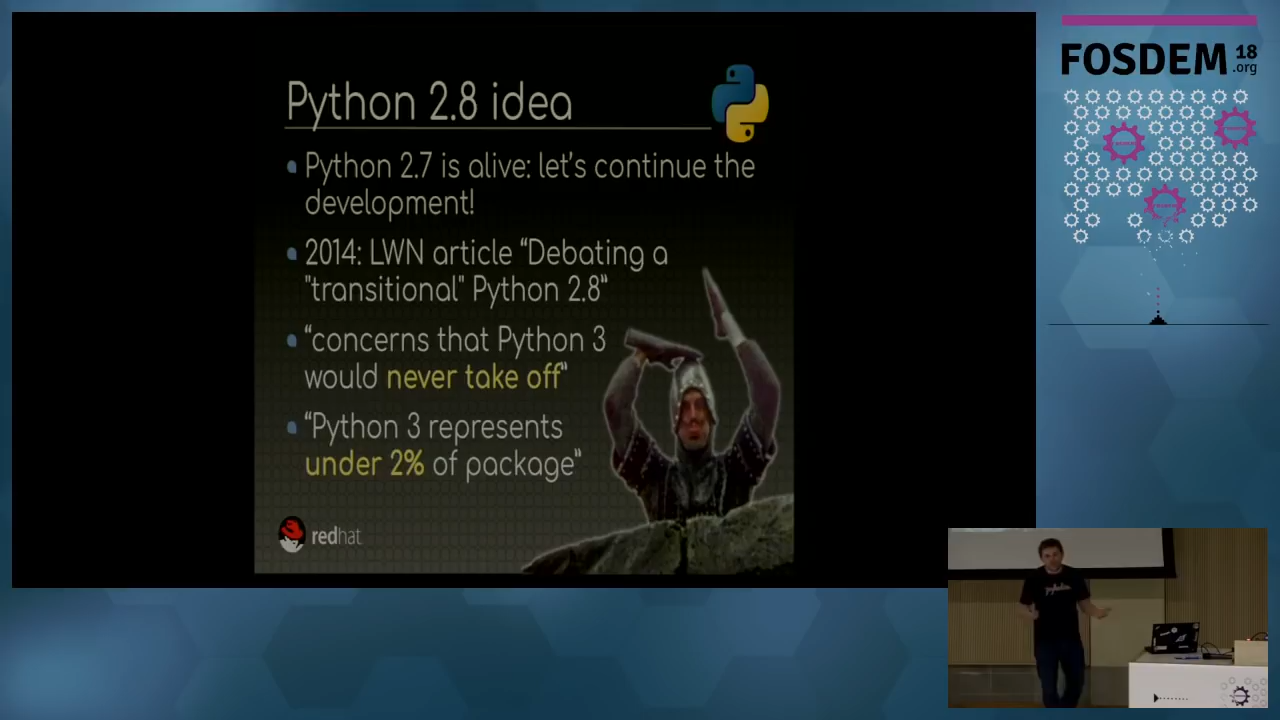 Python 2.8 idea
Python 2.7 is alive: let's continue the
development!
2014: LWN article “Debating a
"transitional" Python 2.8“
“concerns that Python 3
would never take off“
“Python 3 represents
under 2% of package“
redhat
FOSDEM 18
.org